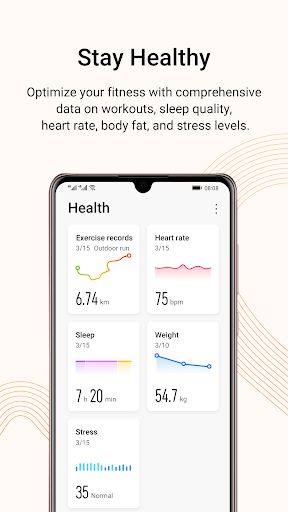 Stay Healthy
Optimize your fitness with comprehensive
data on workouts, sleep quality,
heart rate, body fat, and stress levels.
08:08
Health
Exercise records
3/15 Outdoor run
6.74 km
Heart rate
3/15
75 bpm
Sleep
3/15
7 h 20 min
Weight
3/10
54.7 kg
Stress
3/15
35 Normal